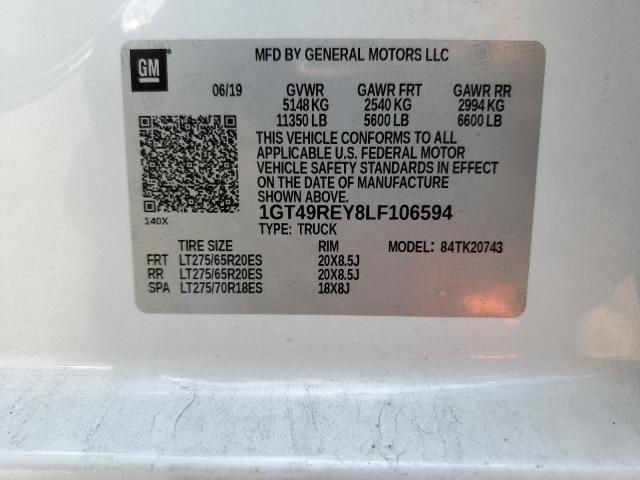 GM
MFD BY GENERAL MOTORS LLC
06/19 GVWR GAWR FRT GAWR RR
5148 KG 2540 KG 2994 KG
11350 LB 5600 LB 6600 LB
THIS VEHICLE CONFORMS TO ALL
APPLICABLE U.S. FEDERAL MOTOR
VEHICLE SAFETY STANDARDS IN EFFECT
ON THE DATE OF MANUFACTURE SHOWN ABOVE.
1GT49REY8LF106594
140X
TYPE: TRUCK
TIRE SIZE RIM MODEL: 84TK20743
FRT LT275/65R20ES 20X8.5J
RR LT275/65R20ES 20X8.5J
SPA LT275/70R18ES 18X8J